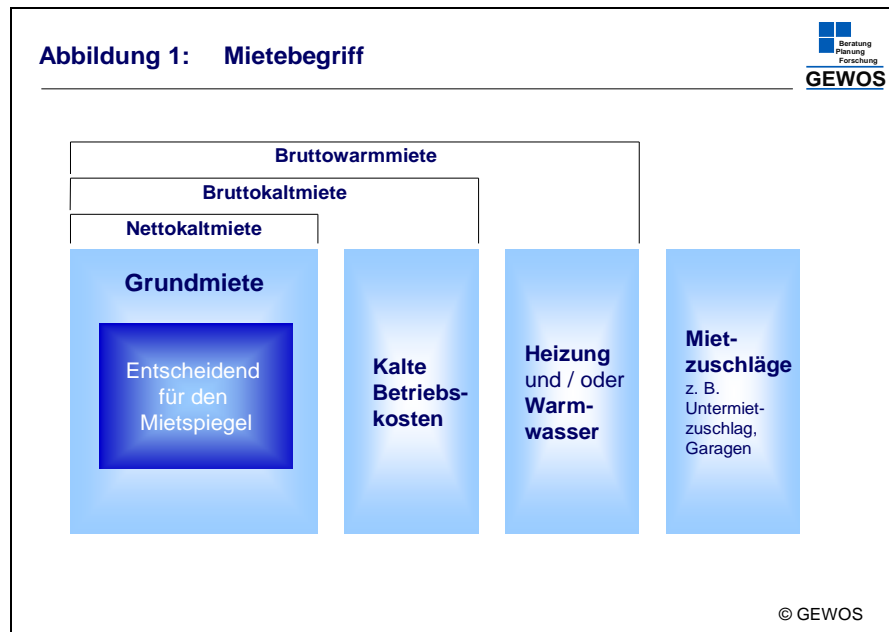 Abbildung 1: Mietebegriff
Beratung
Planung
Forschung
GEWOS
Bruttowarmmiete
Bruttokaltmiete
Nettokaltmiete
Grundmiete
Entscheidend
für den
Mietspiegel
Kalte
Betriebs-
kosten
Heizung
und / oder
Warm-
wasser
Miet-
zuschläge
z. B.
Untermiet-
zuschlag,
Garagen
© GEWOS